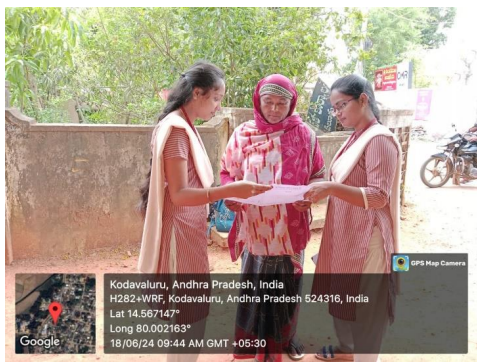 GPS Map Camera
Kodavaluru, Andhra Pradesh, India
H282+WRF, Kodavaluru, Andhra Pradesh 524316, India
Lat 14.567147°
Long 80.002163°
18/06/24 09:44 AM GMT +05:30
Google